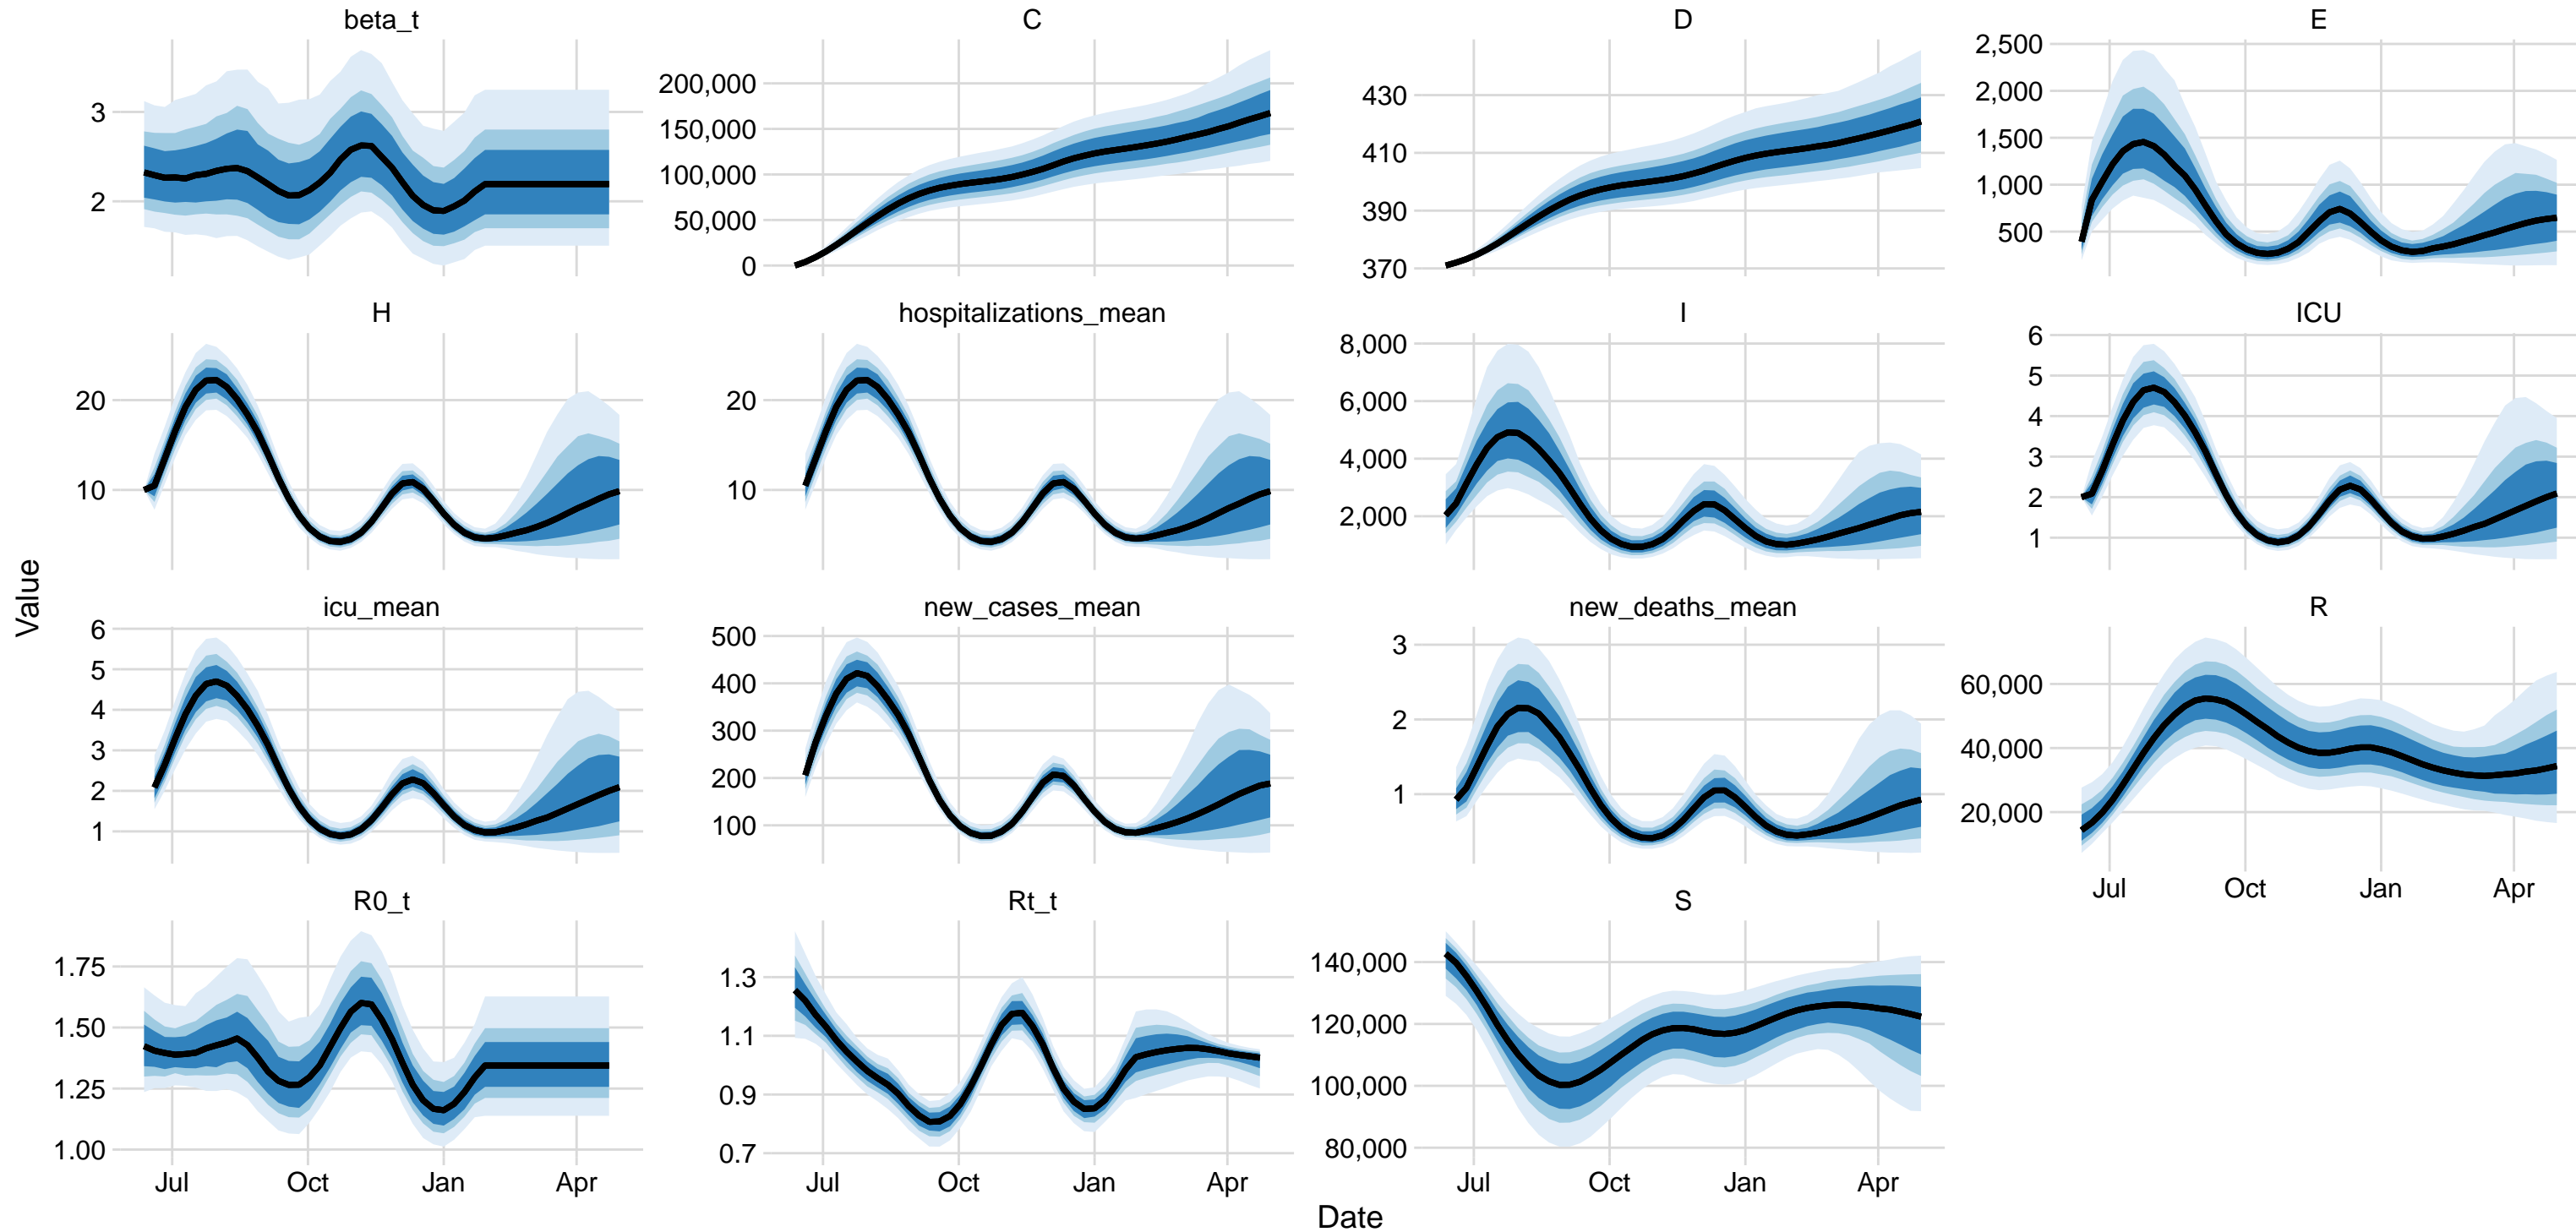 beta_t
C
D
E
3
2
200,000
150,000
100,000
50,000
0
430
410
390
370
2,500
2,000
1,500
1,000
500
H
hospitalizations_mean
I
ICU
20
10
20
10
8,000
6,000
4,000
2,000
6
5
4
3
2
1
Value
icu_mean
new_cases_mean
new_deaths_mean
R
6
5
4
3
2
1
500
400
300
200
100
3
2
1
60,000
40,000
20,000
Jul Oct Jan Apr
R0_t
Rt_t
S
1.75
1.50
1.25
1.00
1.3
1.1
0.9
0.7
140,000
120,000
100,000
80,000
Jul Oct Jan Apr
Jul Oct Jan Apr
Jul Oct Jan Apr
Date